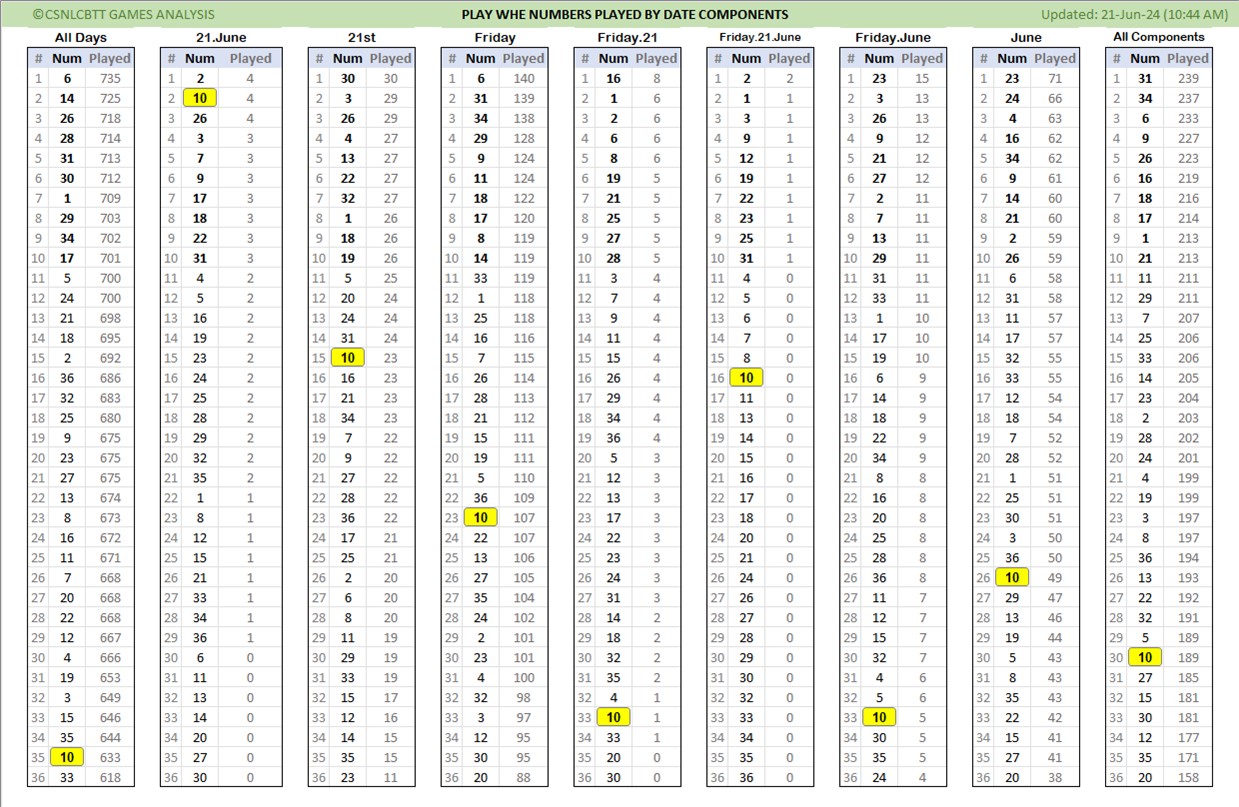 ©CSNLCBTT GAMES ANALYSIS PLAY WHE NUMBERS PLAYED BY DATE COMPONENTS Updated: 21-Jun-24 (10:44 AM)
All Days 21.June 21st Friday Friday.21 Friday.21.June Friday.June June All Components
# Num Played # Num Played # Num Played # Num Played # Num Played # Num Played # Num Played # Num Played # Num Played
1 6 735 1 2 4 1 30 30 1 6 140 1 16 8 1 2 2 1 23 15 1 23 71 1 31 239
2 14 725 2 10 4 2 3 29 2 31 139 2 1 6 2 1 1 2 3 13 2 24 66 2 34 237
3 26 718 3 26 4 3 26 29 3 34 138 3 2 6 3 3 1 3 26 13 3 4 63 3 6 233
4 28 714 4 3 3 4 4 27 4 29 128 4 6 6 4 9 1 4 9 12 4 16 62 4 9 227
5 31 713 5 7 3 5 13 27 5 9 124 5 8 6 5 12 1 5 21 12 5 34 62 5 26 223
6 30 712 6 9 3 6 22 27 6 11 124 6 19 5 6 19 1 6 27 12 6 9 61 6 16 219
7 1 709 7 17 3 7 32 27 7 18 122 7 21 5 7 22 1 7 2 11 7 14 60 7 18 216
8 29 703 8 18 3 8 1 26 8 17 120 8 25 5 8 23 1 8 7 11 8 21 60 8 17 214
9 34 702 9 22 3 9 18 26 9 8 119 9 27 5 9 25 1 9 13 11 9 2 59 9 1 213
10 17 701 10 31 3 10 19 26 10 14 119 10 28 5 10 31 1 10 29 11 10 26 59 10 21 213
11 5 700 11 4 2 11 5 25 11 33 119 11 3 4 11 4 0 11 31 11 11 6 58 11 11 211
12 24 700 12 5 2 12 20 24 12 1 118 12 7 4 12 5 0 12 33 11 12 31 58 12 29 211
13 21 698 13 16 2 13 24 24 13 25 118 13 9 4 13 6 0 13 1 10 13 11 57 13 7 207
14 18 695 14 19 2 14 31 24 14 16 116 14 11 4 14 7 0 14 17 10 14 17 57 14 25 206
15 2 692 15 23 2 15 10 23 15 7 115 15 15 4 15 8 0 15 19 10 15 32 55 15 33 206
16 36 686 16 24 2 16 16 23 16 26 114 16 26 4 16 10 0 16 6 9 16 33 55 16 14 205
17 32 683 17 25 2 17 21 23 17 28 113 17 29 4 17 11 0 17 14 9 17 12 54 17 23 204
18 25 680 18 28 2 18 34 23 18 21 112 18 34 4 18 13 0 18 18 9 18 18 54 18 2 203
19 9 675 19 29 2 19 7 22 19 15 111 19 36 4 19 14 0 19 22 9 19 7 52 19 28 202
20 23 675 20 32 2 20 9 22 20 19 111 20 5 3 20 15 0 20 34 9 20 28 52 20 24 201
21 27 675 21 35 2 21 27 22 21 5 110 21 12 3 21 16 0 21 8 8 21 1 51 21 4 199
22 13 674 22 1 1 22 28 22 22 36 109 22 13 3 22 17 0 22 16 8 22 25 51 22 19 199
23 8 673 23 8 1 23 36 22 23 10 107 23 17 3 23 18 0 23 20 8 23 30 51 23 3 197
24 16 672 24 12 1 24 17 21 24 22 107 24 22 3 24 20 0 24 25 8 24 3 50 24 8 197
25 11 671 25 15 1 25 25 21 25 13 106 25 23 3 25 21 0 25 28 8 25 36 50 25 36 194
26 7 668 26 21 1 26 2 20 26 27 105 26 24 3 26 24 0 26 36 8 26 10 49 26 13 193
27 20 668 27 33 1 27 6 20 27 35 104 27 31 3 27 26 0 27 11 7 27 29 47 27 22 192
28 22 668 28 34 1 28 8 20 28 24 102 28 14 2 28 27 0 28 12 7 28 13 46 28 32 191
29 12 667 29 36 1 29 11 19 29 2 101 29 18 2 29 28 0 29 15 7 29 19 44 29 5 189
30 4 666 30 6 0 30 29 19 30 23 101 30 32 2 30 29 0 30 32 7 30 5 43 30 10 189
31 19 653 31 11 0 31 33 19 31 4 100 31 35 2 31 30 0 31 4 6 31 8 43 31 27 185
32 3 649 32 13 0 32 15 17 32 32 98 32 4 1 32 32 0 32 5 6 32 35 43 32 15 181
33 15 646 33 14 0 33 12 16 33 3 97 33 10 1 33 33 0 33 10 5 33 22 42 33 30 181
34 35 644 34 20 0 34 14 15 34 12 95 34 33 1 34 34 0 34 30 5 34 15 41 34 12 177
35 10 633 35 27 0 35 35 15 35 30 95 35 20 0 35 35 0 35 35 5 35 27 41 35 35 171
36 33 618 36 30 0 36 23 11 36 20 88 36 30 0 36 36 0 36 24 4 36 20 38 36 20 158